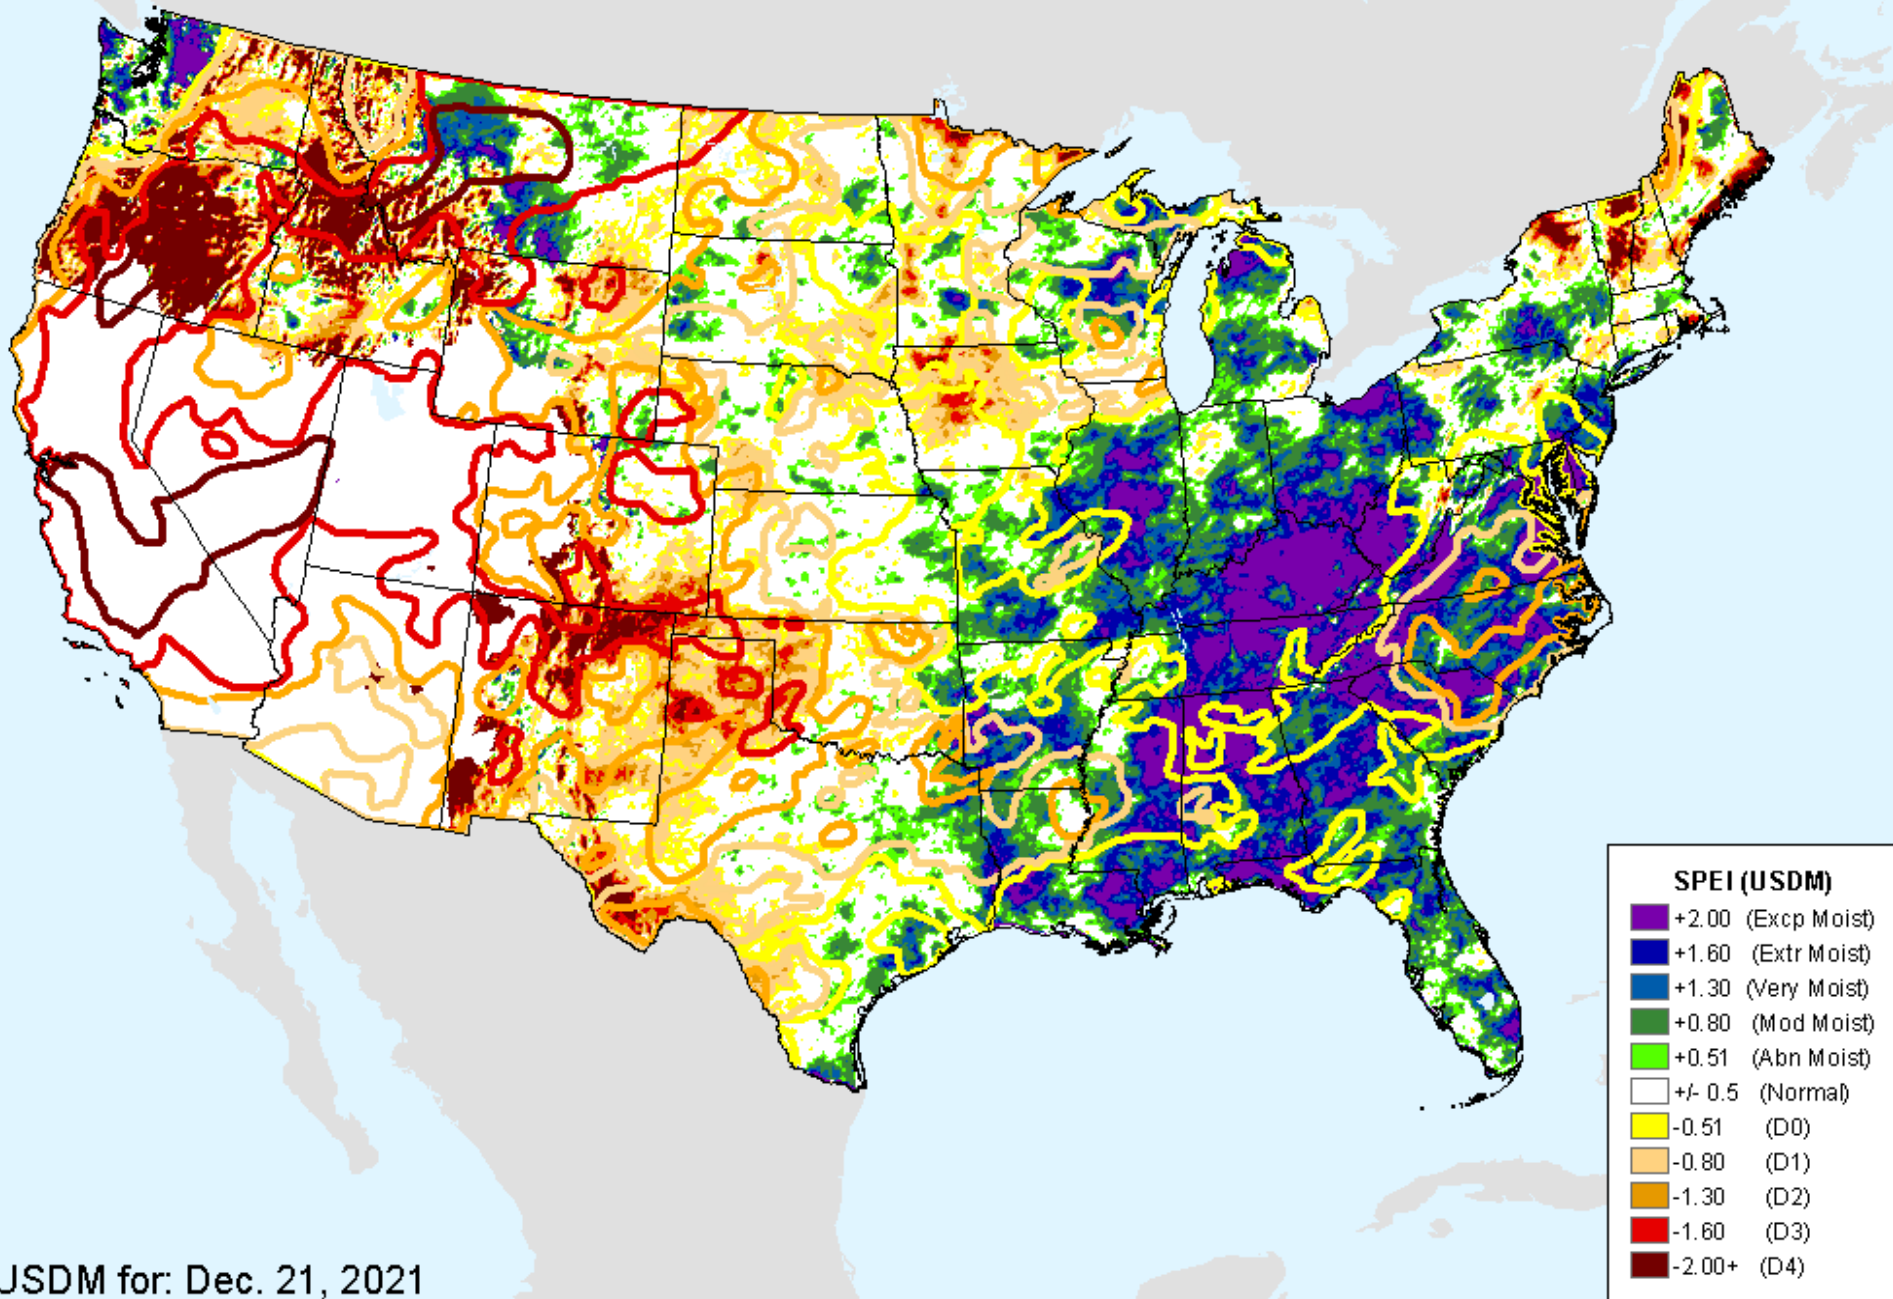 SPEI (USDM)
+2.00 (Excp Moist)
+1.60 (Extr Moist)
+1.30 (Very Moist)
+0.80 (Mod Moist)
+0.51 (Abn Moist)
+/- 0.5 (Normal)
-0.51 (D0)
-0.80 (D1)
-1.30 (D2)
-1.60 (D3)
-2.00+ (D4)
USDM for: Dec. 21, 2021